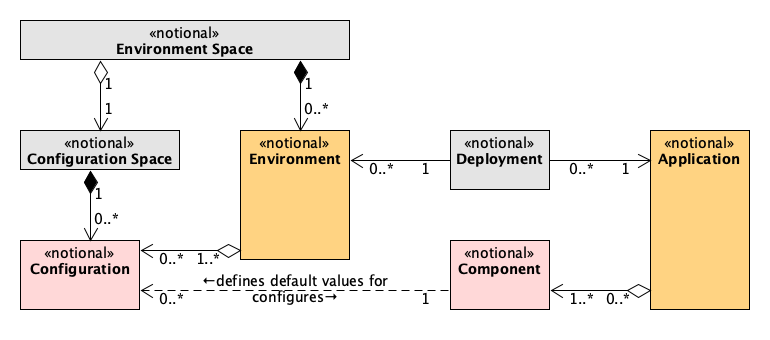 «notional»
Environment Space
1
1
1
0..*
«notional»
Configuration Space
«notional»
Environment
«notional»
Deployment
«notional»
Application
0..*
1
0..*
1
1
0..*
«notional»
Configuration
«notional»
Component
0..*
1..*
←defines default values for
configures→
0..*
1
1..*
0..*